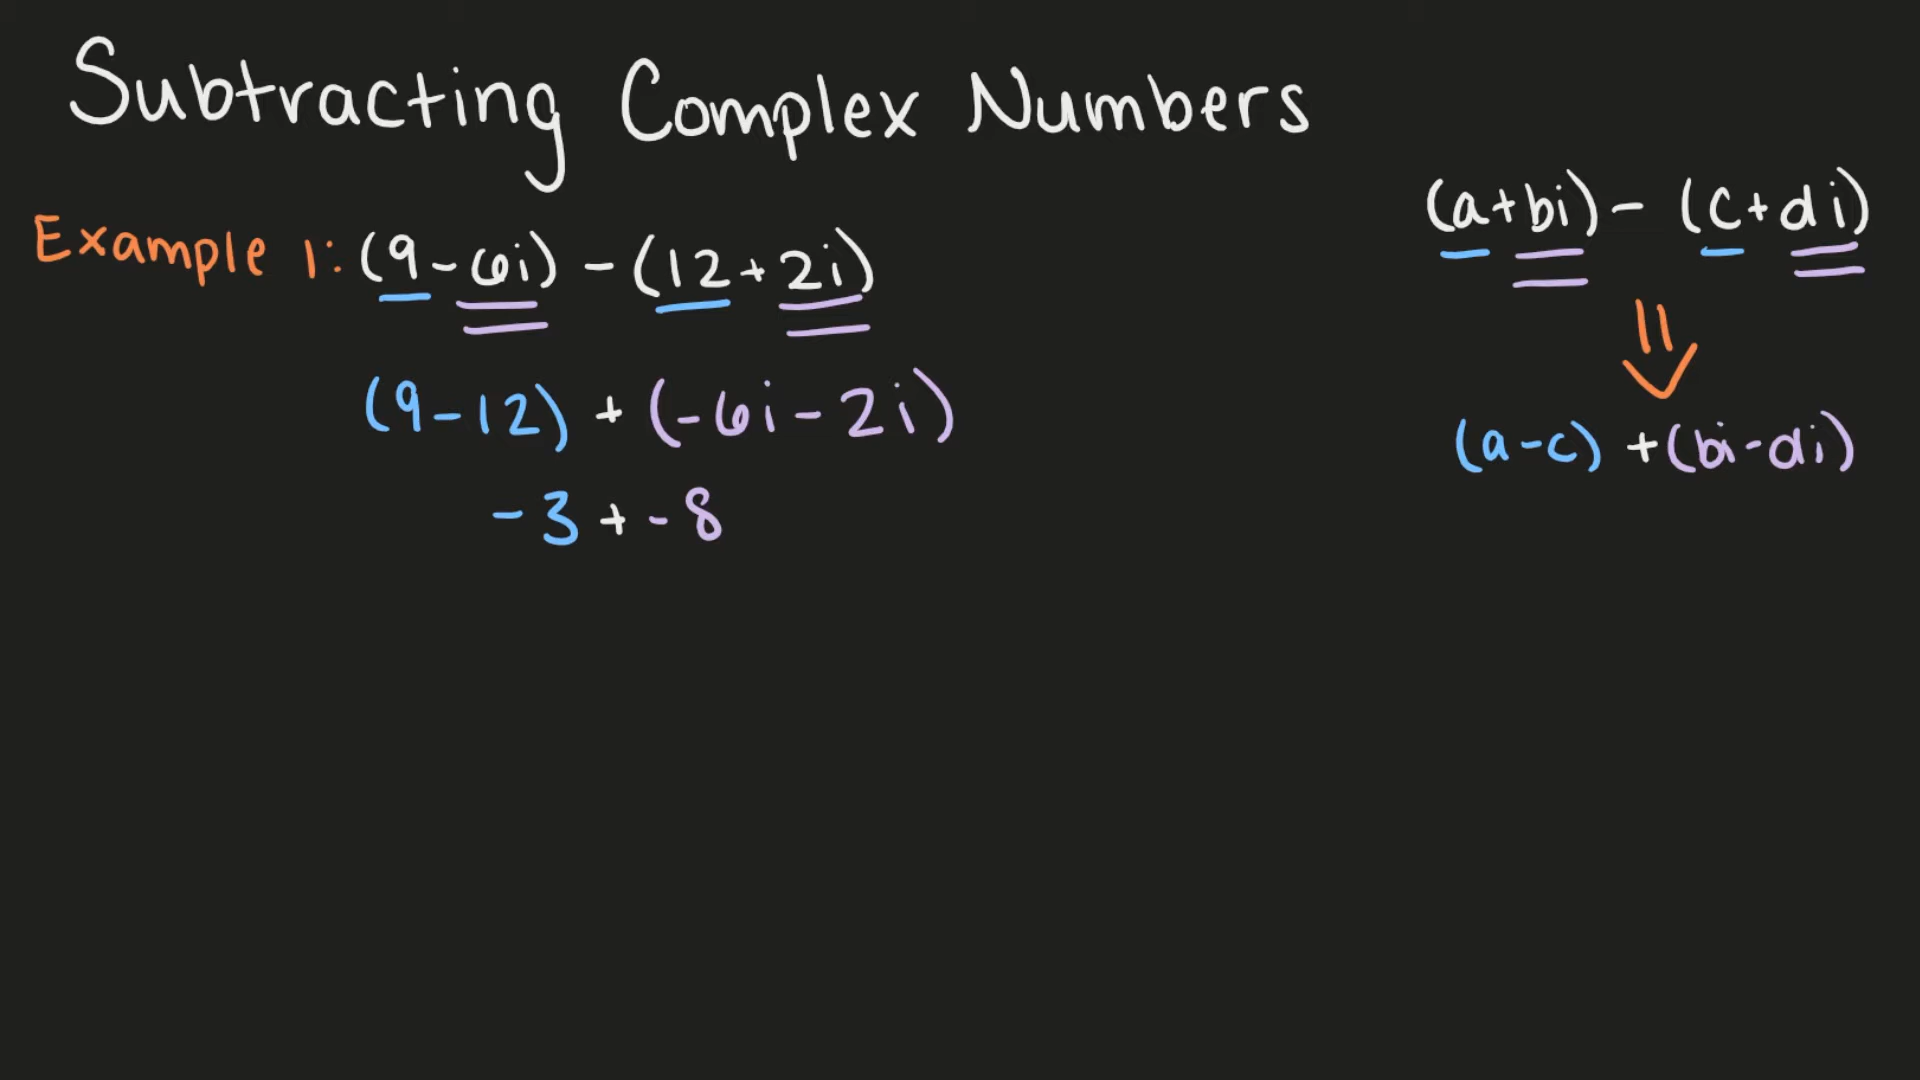 Subtracting Complex Numbers
Example 1: (9-6i) - (12+2i)
(9-12) + (-6i-2i)
-3 + -8
(a+bi) - (c+di)
(a-c) + (bi-di)